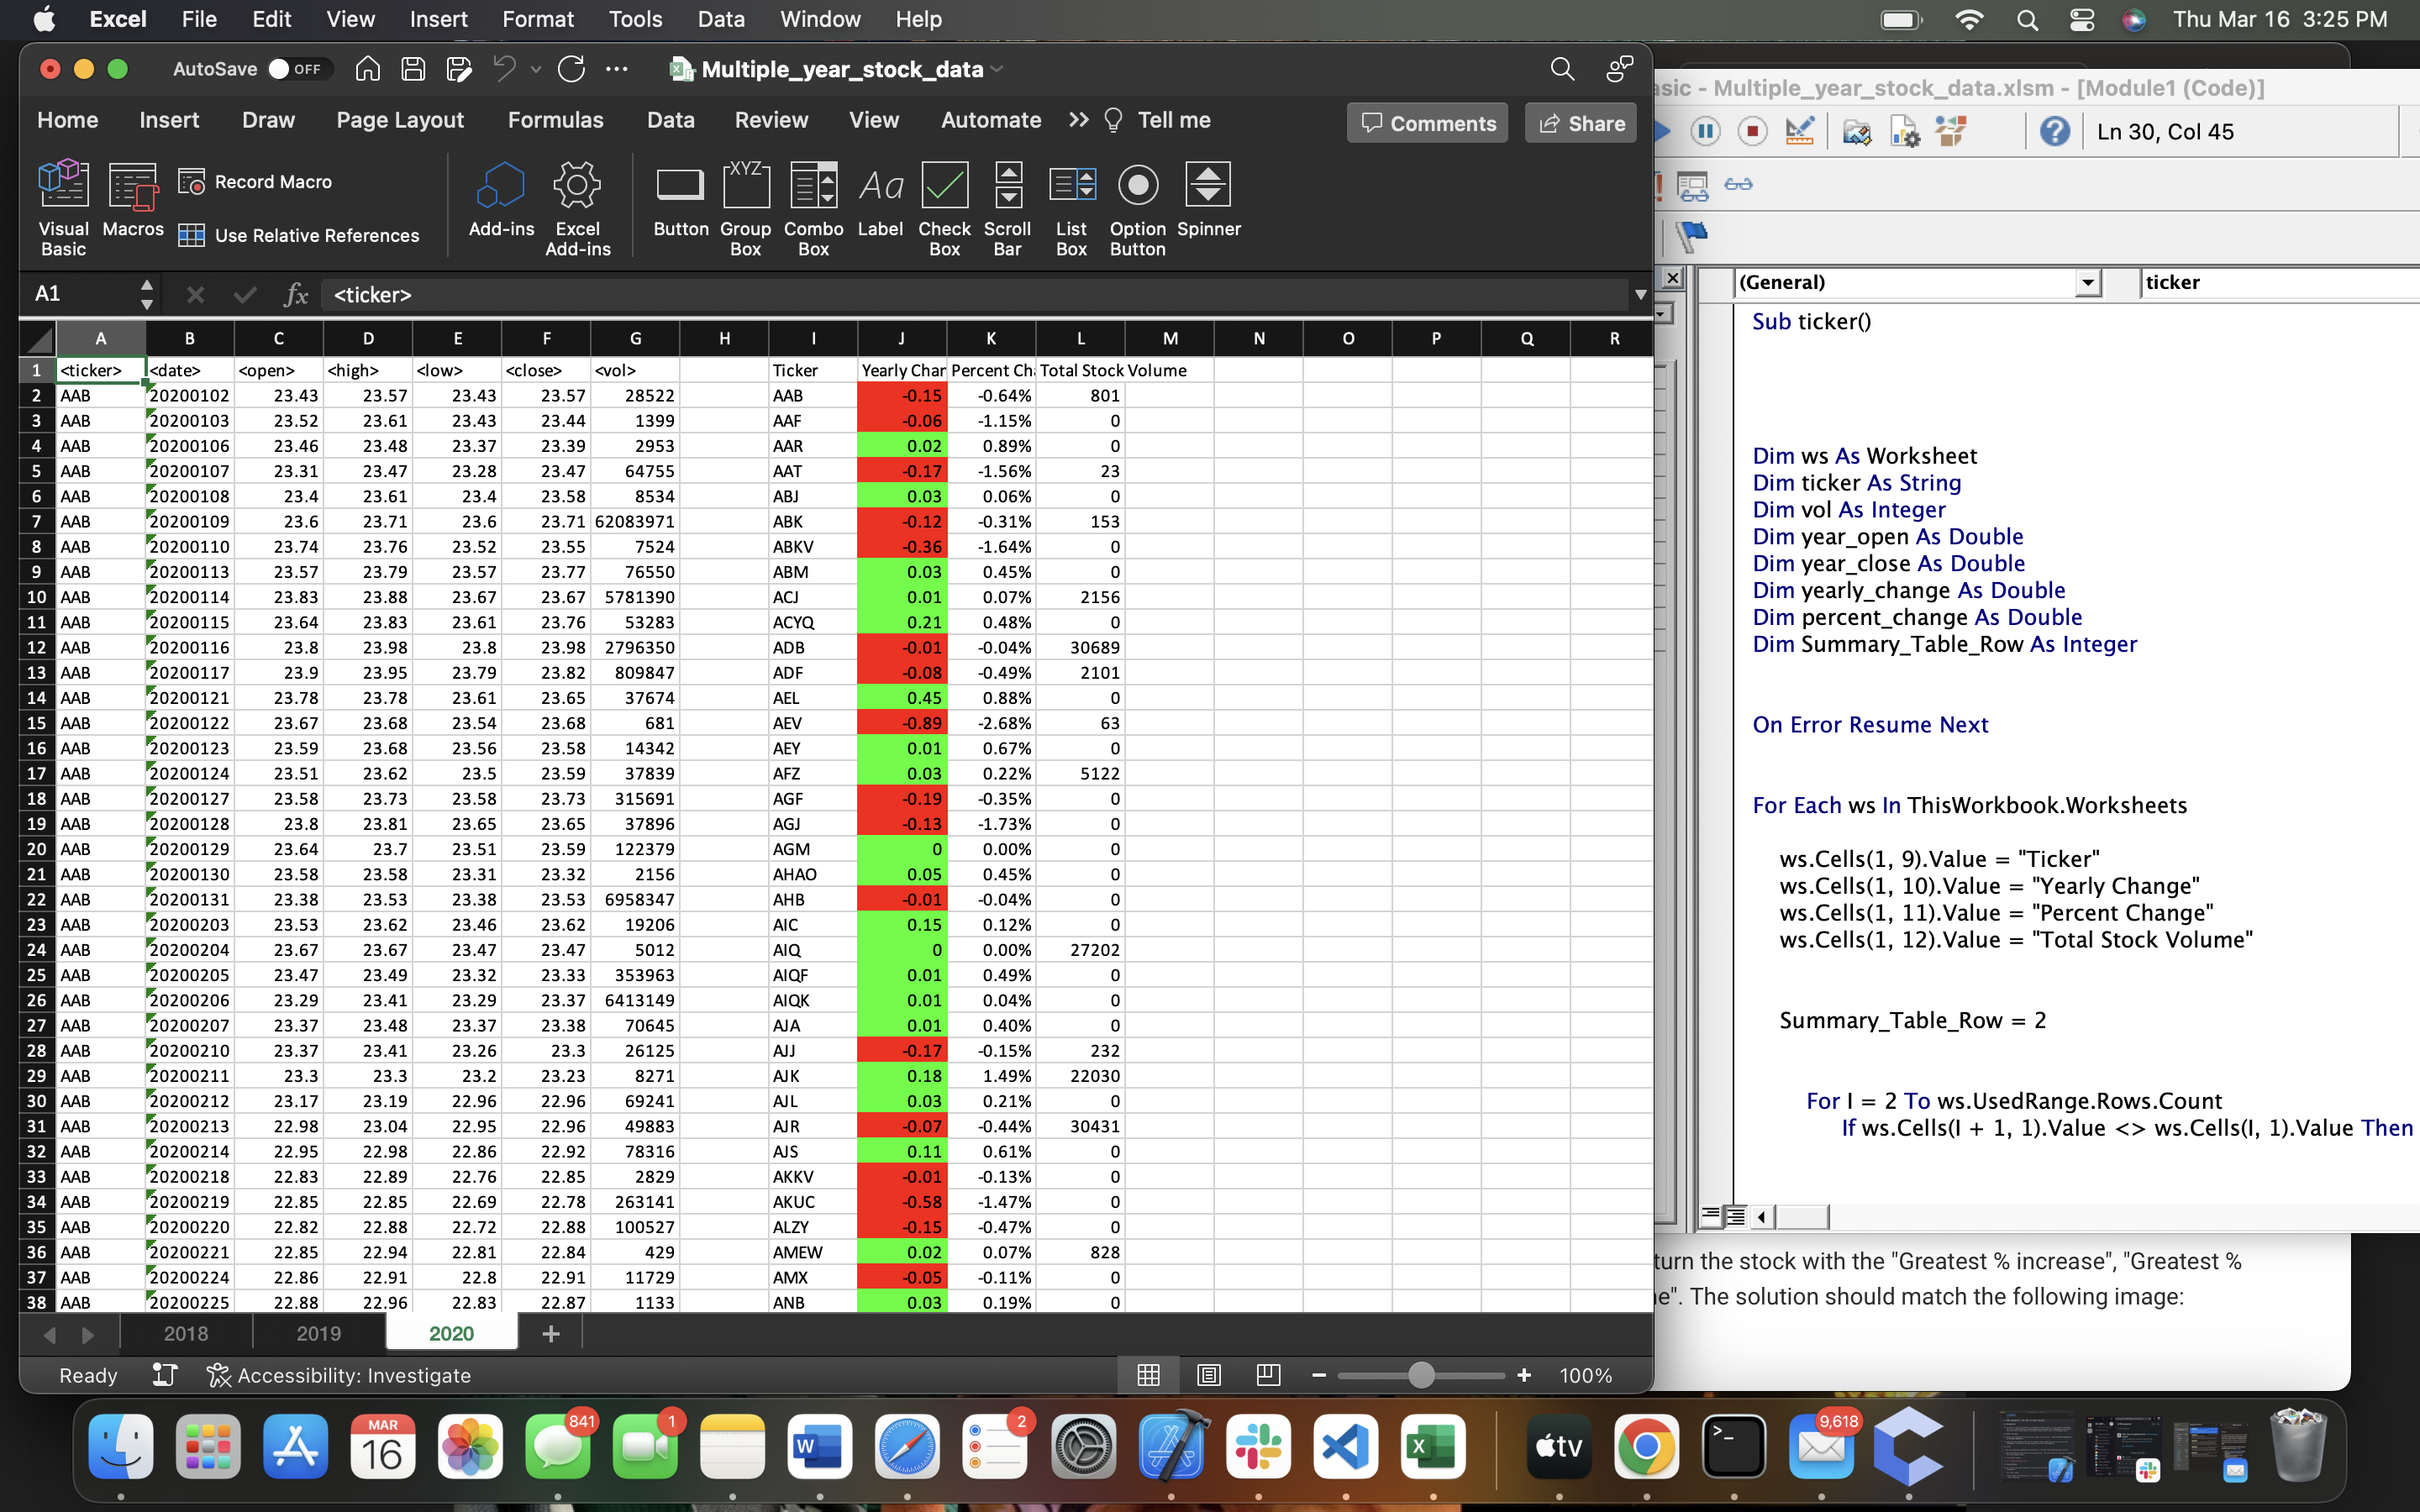 Excel File Edit View Insert Format Tools Data Window Help Thu Mar 16 3:25 PM
AutoSave OFF Multiple_year_stock_data
Home Insert Draw Page Layout Formulas Data Review View Automate Tell me Comments Share
Visual Basic Macros Record Macro Use Relative References Add-ins Excel Add-ins Button Group Box Combo Box Label Check Box Scroll Bar List Box Option Button Spinner
XYZ Aa
A1 fx <ticker>
A B C D E F G H I J K L M N O P Q R
1 <ticker> <date> <open> <high> <low> <close> <vol> Ticker Yearly Char Percent Ch Total Stock Volume
2 AAB 20200102 23.43 23.57 23.43 23.57 28522 AAB -0.15 -0.64% 801
3 AAB 20200103 23.52 23.61 23.43 23.44 1399 AAF -0.06 -1.15% 0
4 AAB 20200106 23.46 23.48 23.37 23.39 2953 AAR 0.02 0.89% 0
5 AAB 20200107 23.31 23.47 23.28 23.47 64755 AAT -0.17 -1.56% 23
6 AAB 20200108 23.4 23.61 23.4 23.58 8534 ABJ 0.03 0.06% 0
7 AAB 20200109 23.6 23.71 23.6 23.71 62083971 ABK -0.12 -0.31% 153
8 AAB 20200110 23.74 23.76 23.52 23.55 7524 ABKV -0.36 -1.64% 0
9 AAB 20200113 23.57 23.79 23.57 23.77 76550 ABM 0.03 0.45% 0
10 AAB 20200114 23.83 23.88 23.67 23.67 5781390 ACJ 0.01 0.07% 2156
11 AAB 20200115 23.64 23.83 23.61 23.76 53283 ACYQ 0.21 0.48% 0
12 AAB 20200116 23.8 23.98 23.8 23.98 2796350 ADB -0.01 -0.04% 30689
13 AAB 20200117 23.9 23.95 23.79 23.82 809847 ADF -0.08 -0.49% 2101
14 AAB 20200121 23.78 23.78 23.61 23.65 37674 AEL 0.45 0.88% 0
15 AAB 20200122 23.67 23.68 23.54 23.68 681 AEV -0.89 -2.68% 63
16 AAB 20200123 23.59 23.68 23.56 23.58 14342 AEY 0.01 0.67% 0
17 AAB 20200124 23.51 23.62 23.5 23.59 37839 AFZ 0.03 0.22% 5122
18 AAB 20200127 23.58 23.73 23.58 23.73 315691 AGF -0.19 -0.35% 0
19 AAB 20200128 23.8 23.81 23.65 23.65 37896 AGJ -0.13 -1.73% 0
20 AAB 20200129 23.64 23.7 23.51 23.59 122379 AGM 0 0.00% 0
21 AAB 20200130 23.58 23.58 23.31 23.32 2156 AHAO 0.05 0.45% 0
22 AAB 20200131 23.38 23.53 23.38 23.53 6958347 AHB -0.01 -0.04% 0
23 AAB 20200203 23.53 23.62 23.46 23.62 19206 AIC 0.15 0.12% 0
24 AAB 20200204 23.67 23.67 23.47 23.47 5012 AIQ 0 0.00% 27202
25 AAB 20200205 23.47 23.49 23.32 23.33 353963 AIQF 0.01 0.49% 0
26 AAB 20200206 23.29 23.41 23.29 23.37 6413149 AIQK 0.01 0.04% 0
27 AAB 20200207 23.37 23.48 23.37 23.38 70645 AJA 0.01 0.40% 0
28 AAB 20200210 23.37 23.41 23.26 23.3 26125 AJJ -0.17 -0.15% 232
29 AAB 20200211 23.3 23.3 23.2 23.23 8271 AJK 0.18 1.49% 22030
30 AAB 20200212 23.17 23.19 22.96 22.96 69241 AJL 0.03 0.21% 0
31 AAB 20200213 22.98 23.04 22.95 22.96 49883 AJR -0.07 -0.44% 30431
32 AAB 20200214 22.95 22.98 22.86 22.92 78316 AJS 0.11 0.61% 0
33 AAB 20200218 22.83 22.89 22.76 22.85 2829 AKKV -0.01 -0.13% 0
34 AAB 20200219 22.85 22.85 22.69 22.78 263141 AKUC -0.58 -1.47% 0
35 AAB 20200220 22.82 22.88 22.72 22.88 100527 ALZY -0.15 -0.47% 0
36 AAB 20200221 22.85 22.94 22.81 22.84 429 AMEW 0.02 0.07% 828
37 AAB 20200224 22.86 22.91 22.8 22.91 11729 AMX -0.05 -0.11% 0
38 AAB 20200225 22.88 22.96 22.83 22.87 1133 ANB 0.03 0.19% 0
2018 2019 2020 +
Ready Accessibility: Investigate 100%
asic - Multiple_year_stock_data.xlsm - [Module1 (Code)]
Ln 30, Col 45
(General) ticker
Sub ticker()
Dim ws As Worksheet
Dim ticker As String
Dim vol As Integer
Dim year_open As Double
Dim year_close As Double
Dim yearly_change As Double
Dim percent_change As Double
Dim Summary_Table_Row As Integer
On Error Resume Next
For Each ws In ThisWorkbook.Worksheets
ws.Cells(1, 9).Value = "Ticker"
ws.Cells(1, 10).Value = "Yearly Change"
ws.Cells(1, 11).Value = "Percent Change"
ws.Cells(1, 12).Value = "Total Stock Volume"
Summary_Table_Row = 2
For I = 2 To ws.UsedRange.Rows.Count
If ws.Cells(I + 1, 1).Value <> ws.Cells(I, 1).Value Then
turn the stock with the "Greatest % increase", "Greatest %
e". The solution should match the following image:
MAR
16
841
1
2
tv
9,618